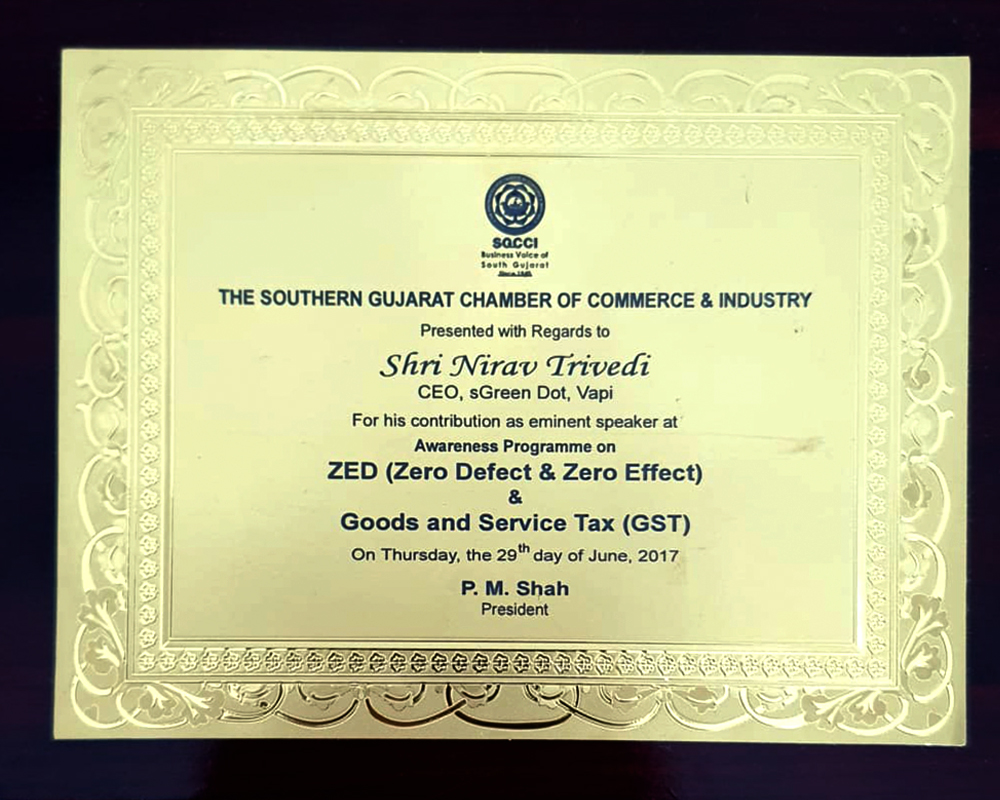 SGCCI
Business Voice of
South Gujarat
THE SOUTHERN GUJARAT CHAMBER OF COMMERCE & INDUSTRY
Presented with Regards to
Shri Nirav Trivedi
CEO, sGreen Dot, Vapi
For his contribution as eminent speaker at
Awareness Programme on
ZED (Zero Defect & Zero Effect)
&
Goods and Service Tax (GST)
On Thursday, the 29th day of June, 2017
P. M. Shah
President